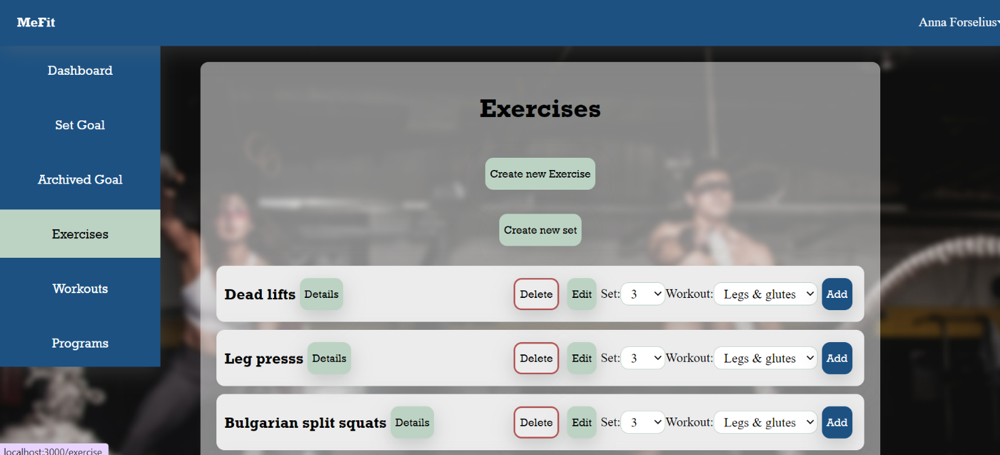 MeFit
Anna Forselius
Dashboard
Set Goal
Archived Goal
Exercises
Workouts
Programs
Exercises
Create new Exercise
Create new set
Dead lifts Details Delete Edit Set: 3 Workout: Legs & glutes Add
Leg presss Details Delete Edit Set: 3 Workout: Legs & glutes Add
Bulgarian split squats Details Delete Edit Set: 3 Workout: Legs & glutes Add
localhost:3000/exercise